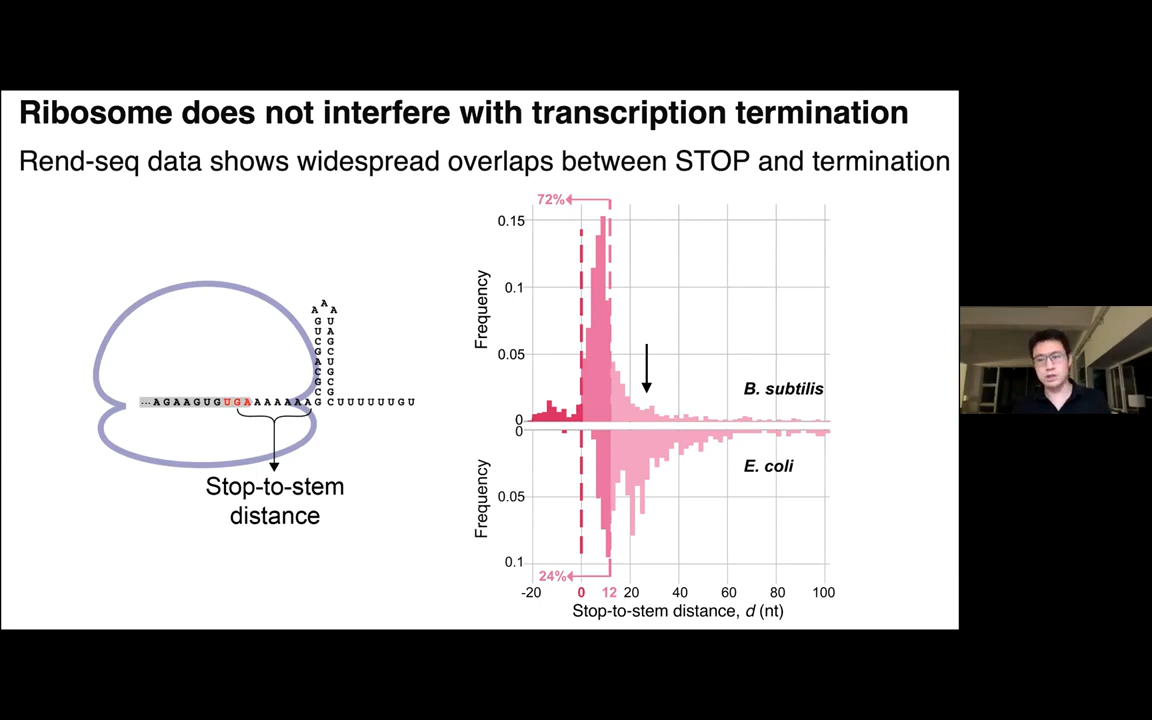 Ribosome does not interfere with transcription termination
Rend-seq data shows widespread overlaps between STOP and termination
...AGAAGUGUGAAAAAAAGCGCAGCUGAAAUAGCUGCGCUUUUUUGU
Stop-to-stem
distance
72%
0.15
0.1
0.05
0
Frequency
B. subtilis
0
0.05
0.1
Frequency
E. coli
24%
-20 0 12 20 40 60 80 100
Stop-to-stem distance, d (nt)